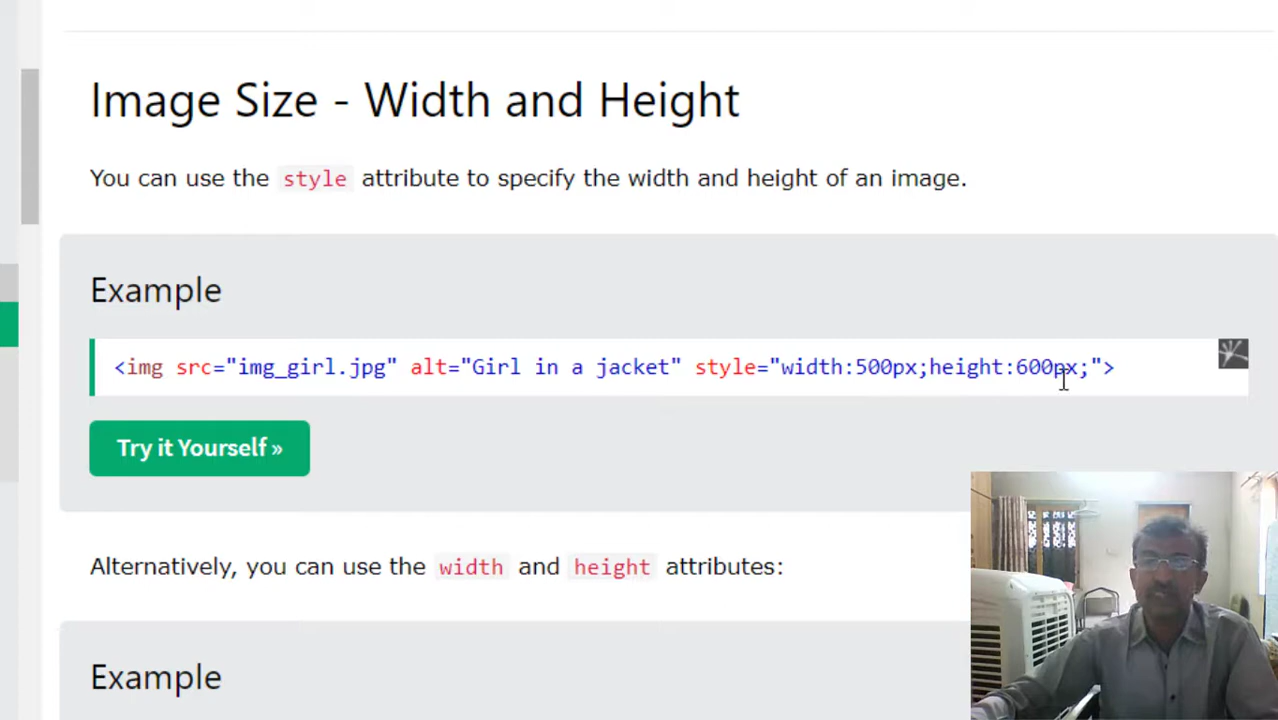 Image Size - Width and Height
You can use the style attribute to specify the width and height of an image.
Example
<img src="img_girl.jpg" alt="Girl in a jacket" style="width:500px;height:600px;">
Try it Yourself »
Alternatively, you can use the width and height attributes:
Example